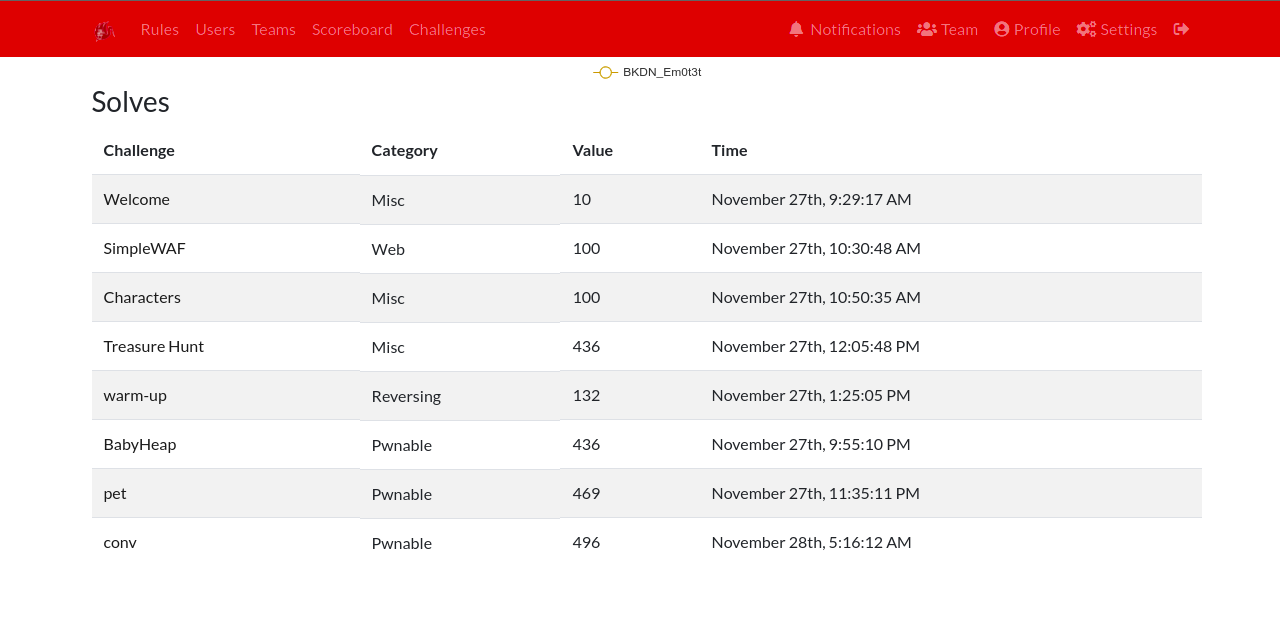 Rules Users Teams Scoreboard Challenges Notifications Team Profile Settings
BKDN_Em0t3t
Solves
Challenge Category Value Time
Welcome Misc 10 November 27th, 9:29:17 AM
SimpleWAF Web 100 November 27th, 10:30:48 AM
Characters Misc 100 November 27th, 10:50:35 AM
Treasure Hunt Misc 436 November 27th, 12:05:48 PM
warm-up Reversing 132 November 27th, 1:25:05 PM
BabyHeap Pwnable 436 November 27th, 9:55:10 PM
pet Pwnable 469 November 27th, 11:35:11 PM
conv Pwnable 496 November 28th, 5:16:12 AM